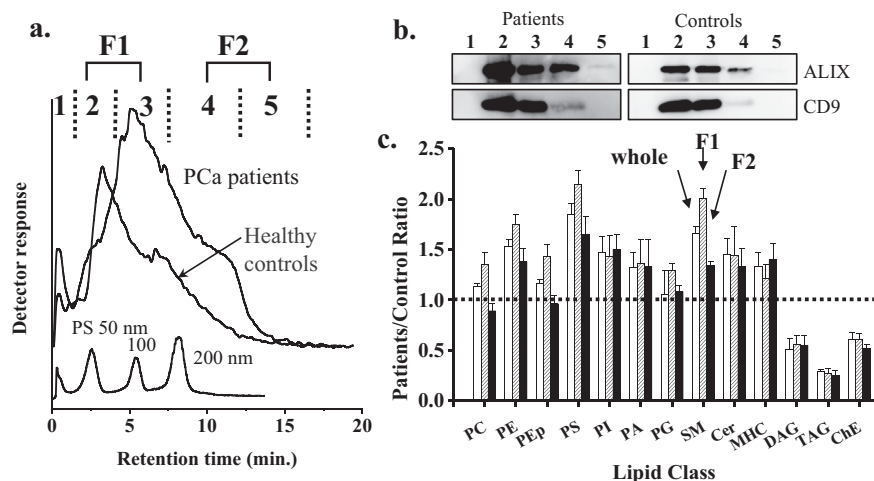 a.
F1 F2
1 2 3 4 5
PCa patients
Healthy
controls
PS 50 nm
100
200 nm
Detector response
0 5 10 15 20
Retention time (min.)
b.
Patients Controls
1 2 3 4 5 1 2 3 4 5
ALIX
CD9
c.
2.5
2.0
1.5
1.0
0.5
0.0
Patients/Control Ratio
whole F1 F2
PC PE PEp PS PI PA PG SM Cer MHC DAG TAG ChE
Lipid Class